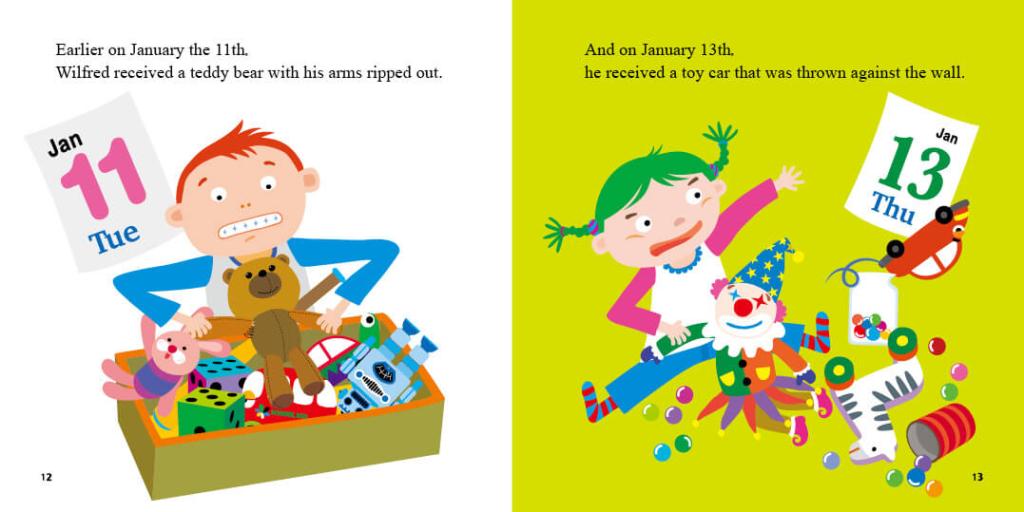 Earlier on January the 11th,
Wilfred received a teddy bear with his arms ripped out.
Jan
11
Tue
12
And on January 13th,
he received a toy car that was thrown against the wall.
Jan
13
Thu
13